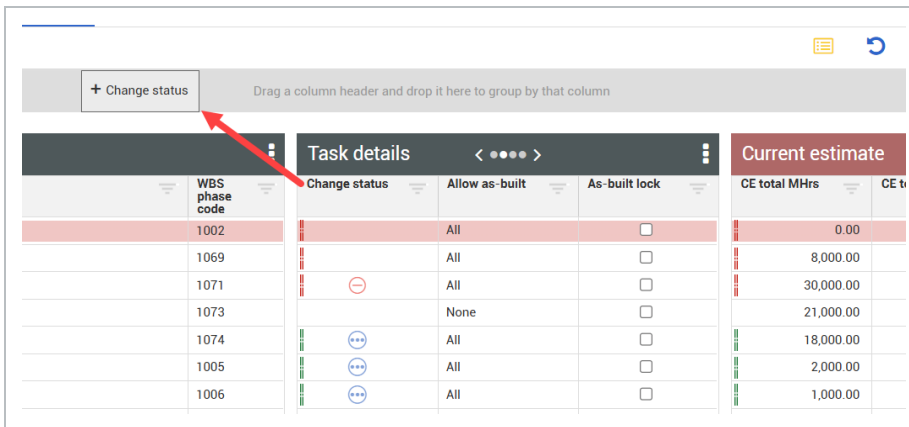 + Change status
Drag a column header and drop it here to group by that column
Task details
Current estimate
WBS phase code
Change status
Allow as-built
As-built lock
CE total MHrs
CE t
1002 All 0.00
1069 All 8,000.00
1071 All 30,000.00
1073 None 21,000.00
1074 All 18,000.00
1005 All 2,000.00
1006 All 1,000.00